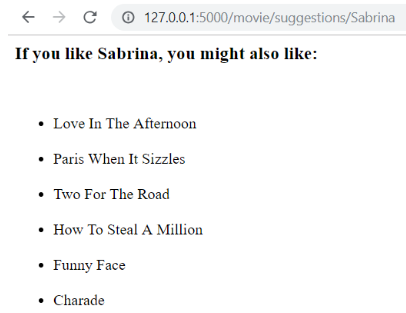 127.0.0.1:5000/movie/suggestions/Sabrina
If you like Sabrina, you might also like:
• Love In The Afternoon
• Paris When It Sizzles
• Two For The Road
• How To Steal A Million
• Funny Face
• Charade